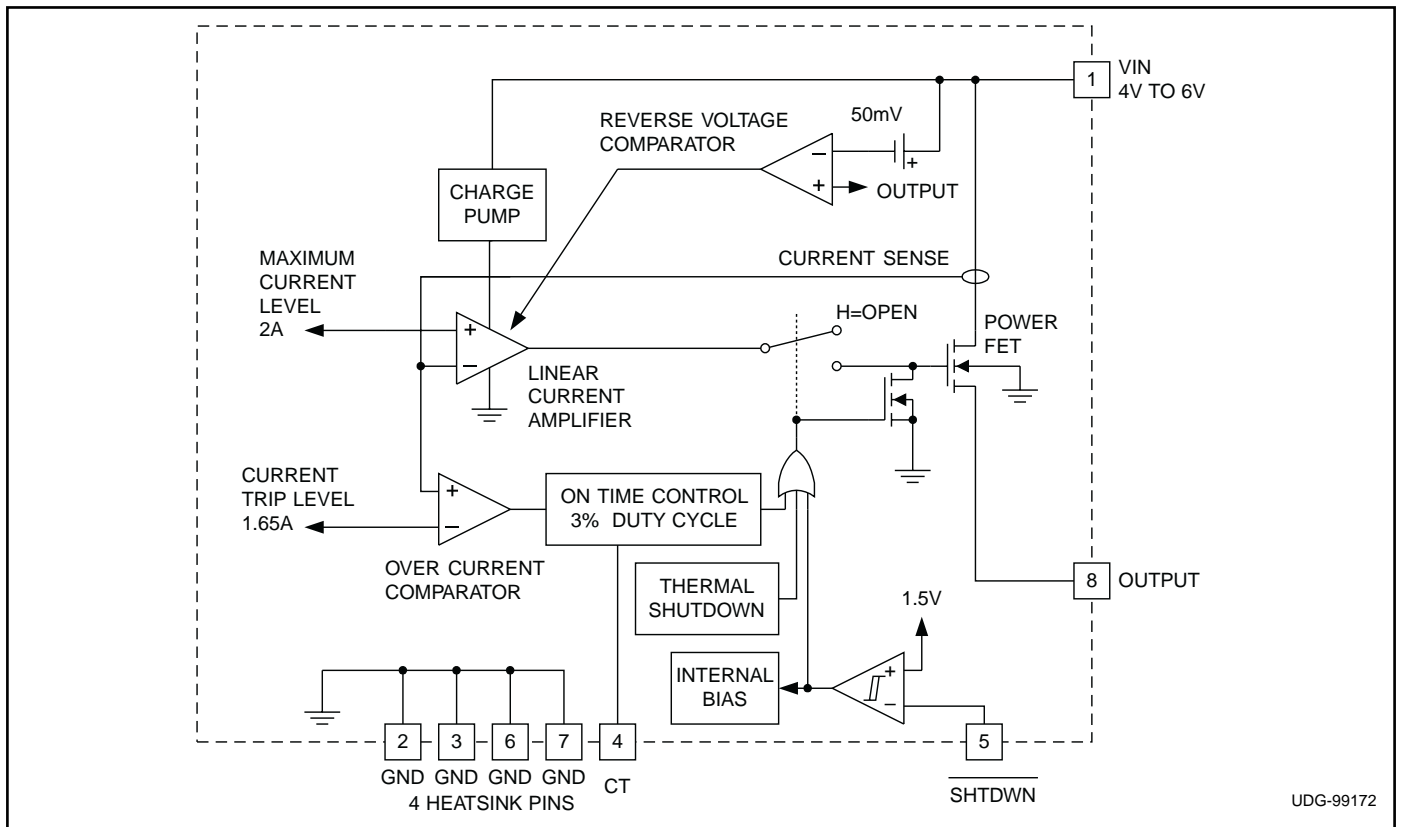 1
VIN
4V TO 6V
50mV
REVERSE VOLTAGE
COMPARATOR
−
+
+
OUTPUT
CHARGE
PUMP
CURRENT SENSE
MAXIMUM
CURRENT
LEVEL
2A
+
−
H=OPEN
POWER
FET
LINEAR
CURRENT
AMPLIFIER
CURRENT
TRIP LEVEL
1.65A
+
−
ON TIME CONTROL
3% DUTY CYCLE
OVER CURRENT
COMPARATOR
THERMAL
SHUTDOWN
1.5V
8
OUTPUT
INTERNAL
BIAS
+
−
2
3
6
7
4
5
GND GND GND GND
CT
4 HEATSINK PINS
SHTDWN
UDG-99172